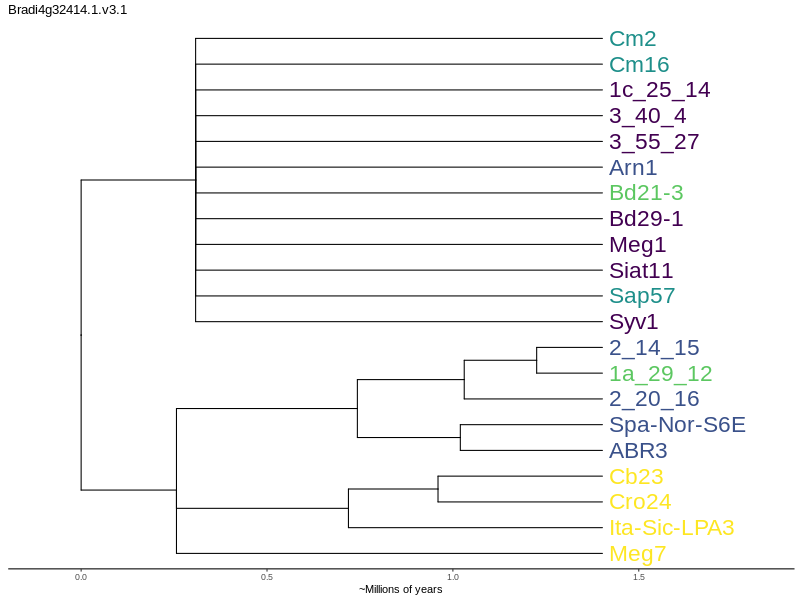 Bradi4g32414.1.v3.1
Cm2
Cm16
1c_25_14
3_40_4
3_55_27
Arn1
Bd21-3
Bd29-1
Meg1
Siat11
Sap57
Syv1
2_14_15
1a_29_12
2_20_16
Spa-Nor-S6E
ABR3
Cb23
Cro24
Ita-Sic-LPA3
Meg7
0.0 0.5 1.0 1.5
~Millions of years